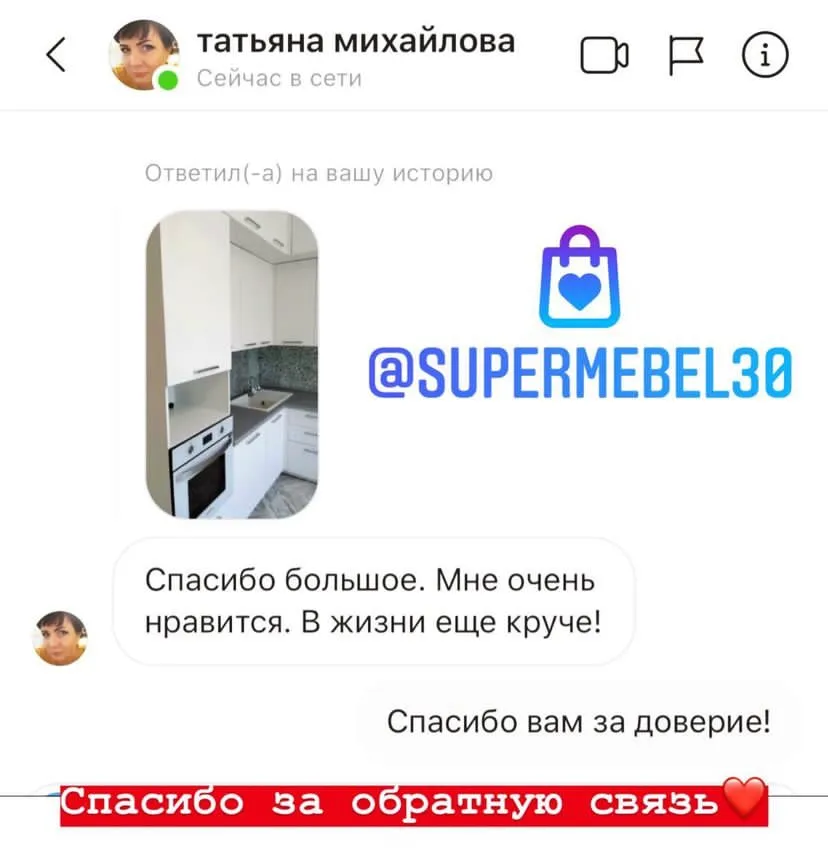 татьяна михайлова
Сейчас в сети
Ответил(-а) на вашу историю
@SUPERMEBEL30
Спасибо большое. Мне очень
нравится. В жизни еще круче!
Спасибо вам за доверие!
Спасибо за обратную связь❤️